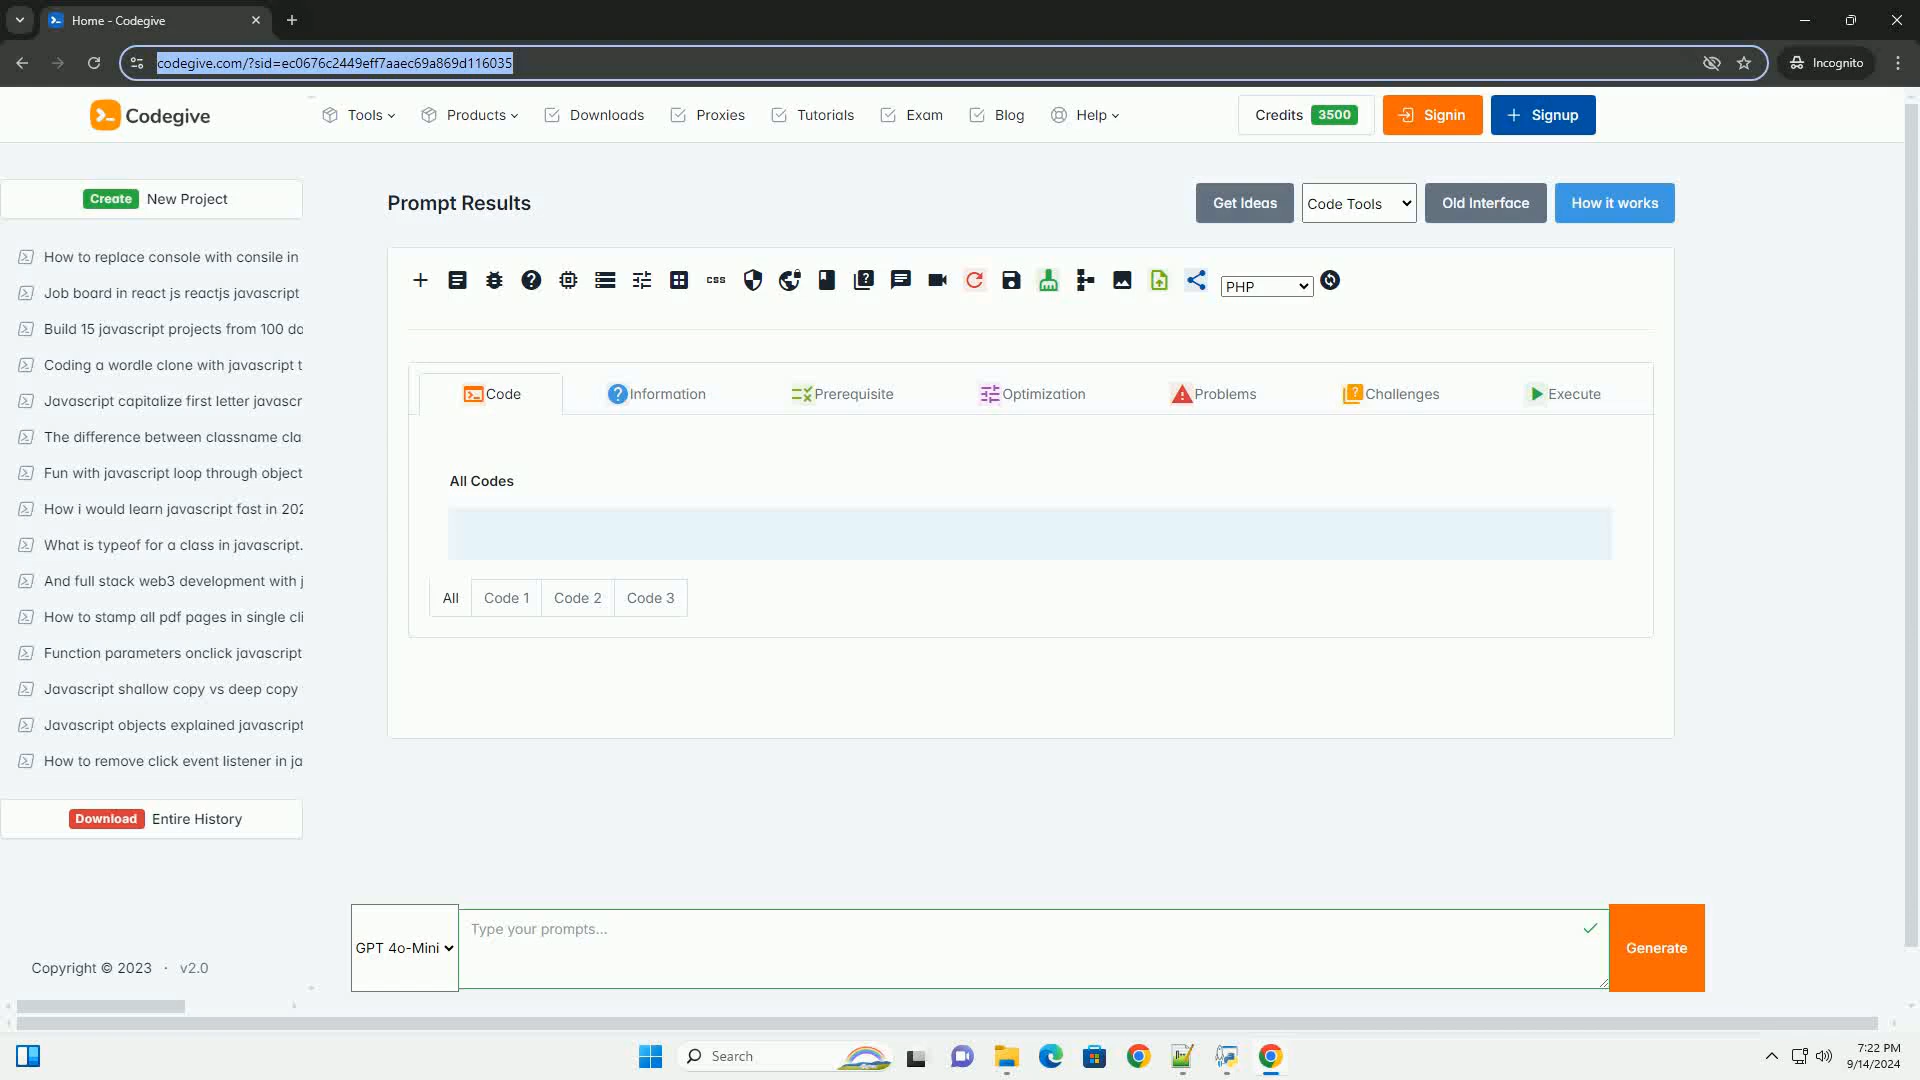 Home - Codegive
codegive.com/?sid=ec0676c2449eff7aaec69a869d116035
Incognito
Codegive
Tools
Products
Downloads
Proxies
Tutorials
Exam
Blog
Help
Credits 3500
Signin
Signup
Create New Project
Prompt Results
Get Ideas
Code Tools
Old Interface
How it works
How to replace console with consile in
Job board in react js reactjs javascript
Build 15 javascript projects from 100 da
Coding a wordle clone with javascript t
Javascript capitalize first letter javascr
The difference between classname cla
Fun with javascript loop through object
How i would learn javascript fast in 202
What is typeof for a class in javascript.
And full stack web3 development with j
How to stamp all pdf pages in single cli
Function parameters onclick javascript
Javascript shallow copy vs deep copy
Javascript objects explained javascript
How to remove click event listener in ja
Download Entire History
css
PHP
Code
Information
Prerequisite
Optimization
Problems
Challenges
Execute
All Codes
All
Code 1
Code 2
Code 3
GPT 4o-Mini
Type your prompts...
Generate
Copyright © 2023 · v2.0
Search
7:22 PM
9/14/2024